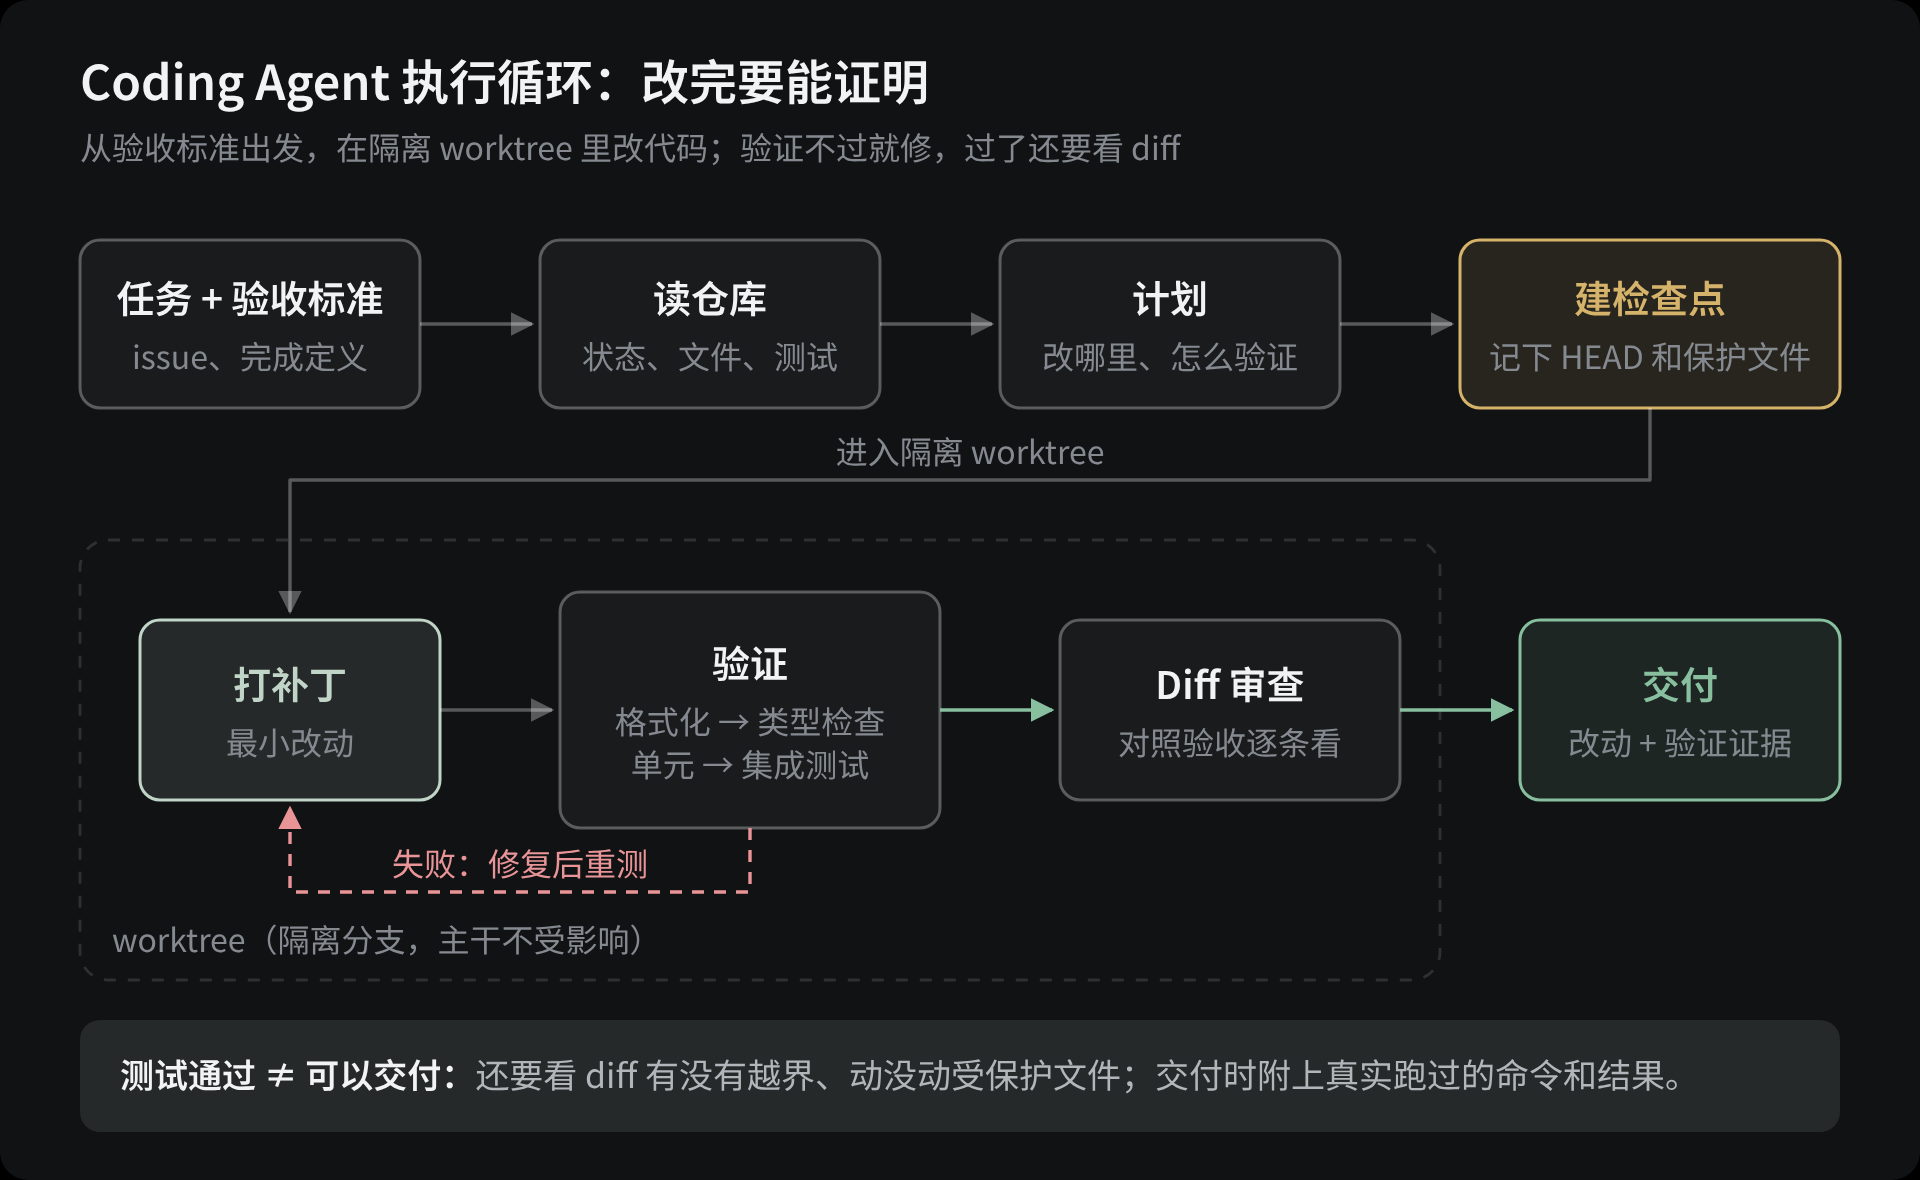 Coding Agent 执行循环：改完要能证明
从验收标准出发，在隔离 worktree 里改代码；验证不过就修，过了还要看 diff
任务 + 验收标准
issue、完成定义
读仓库
状态、文件、测试
计划
改哪里、怎么验证
建检查点
记下 HEAD 和保护文件
进入隔离 worktree
打补丁
最小改动
验证
格式化 → 类型检查
单元 → 集成测试
Diff 审查
对照验收逐条看
交付
改动 + 验证证据
失败：修复后重测
worktree（隔离分支，主干不受影响）
测试通过 ≠ 可以交付：还要看 diff 有没有越界、动没动受保护文件；交付时附上真实跑过的命令和结果。